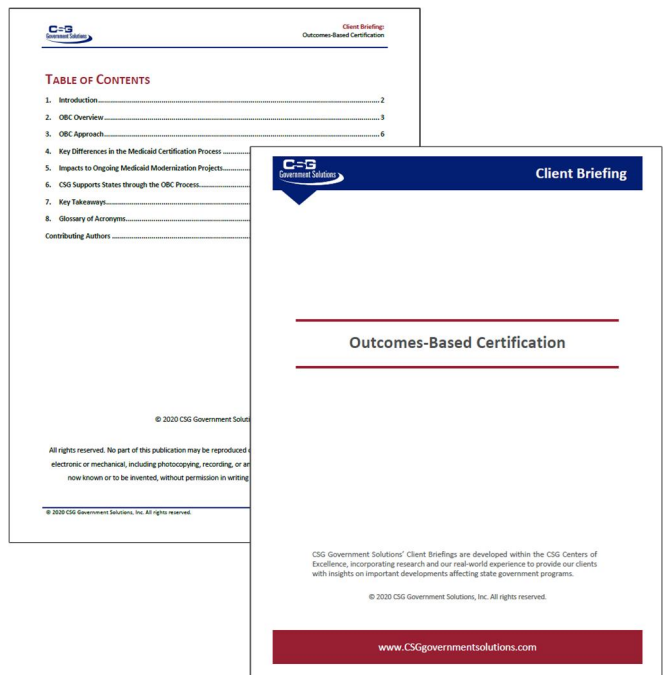 CSG
Government Solutions
Client Briefing:
Outcomes-Based Certification
TABLE OF CONTENTS
1. Introduction 2
2. OBC Overview 3
3. OBC Approach 6
4. Key Differences in the Medicaid Certification Process
5. Impacts to Ongoing Medicaid Modernization Projects
6. CSG Supports States through the OBC Process
7. Key Takeaways
8. Glossary of Acronyms
Contributing Authors
© 2020 CSG Government
All rights reserved. No part of this publication may be reproduced
electronic or mechanical, including photocopying, recording, or
now known or to be invented, without permission in writing
© 2020 CSG Government Solutions, Inc. All rights reserved.
CSG
Government Solutions
Client Briefing
Outcomes-Based Certification
CSG Government Solutions' Client Briefings are developed within the CSG Centers of
Excellence, incorporating research and our real-world experience to provide our clients
with insights on important developments affecting state government programs.
© 2020 CSG Government Solutions, Inc. All rights reserved.
www.CSGgovernmentsolutions.com